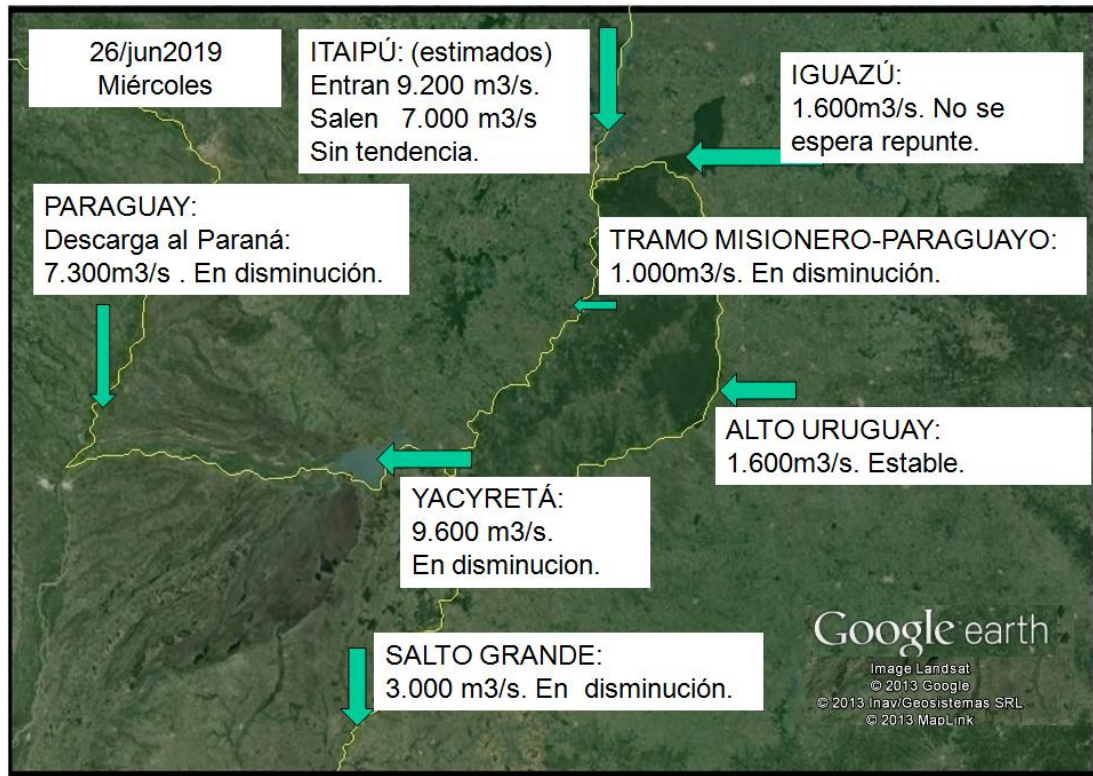 26/jun2019
Miércoles
ITAIPÚ: (estimados)
Entran 9.200 m3/s.
Salen 7.000 m3/s
Sin tendencia.
IGUAZÚ:
1.600m3/s. No se
espera repunte.
PARAGUAY:
Descarga al Paraná:
7.300m3/s . En disminución.
TRAMO MISIONERO-PARAGUAYO:
1.000m3/s. En disminución.
ALTO URUGUAY:
1.600m3/s. Estable.
YACYRETÁ:
9.600 m3/s.
En disminucion.
SALTO GRANDE:
3.000 m3/s. En disminución.
Google earth
Image Landsat
© 2013 Google
© 2013 Inav/Geosistemas SRL
© 2013 MapLink